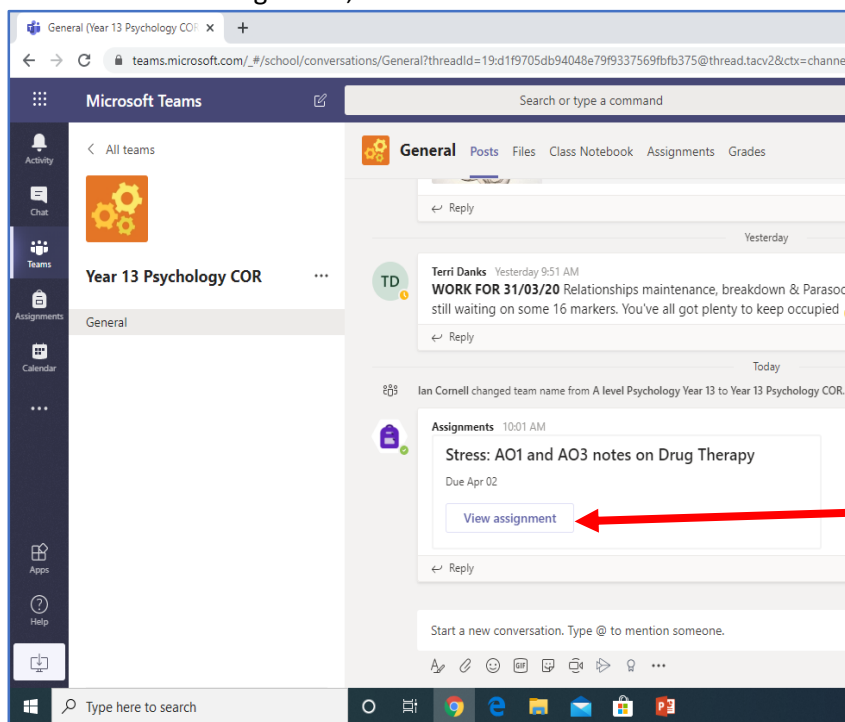 General (Year 13 Psychology COR
teams.microsoft.com/_#/school/conversations/General?threadId=19:d1f9705db94048e79f9337569fbfb375@thread.tacv2&ctx=channe
Microsoft Teams
Search or type a command
Activity
Chat
Teams
Assignments
Calendar
Apps
Help
< All teams
Year 13 Psychology COR
General
General Posts Files Class Notebook Assignments Grades
Reply
Yesterday
TD
Terri Danks Yesterday 9:51 AM
WORK FOR 31/03/20 Relationships maintenance, breakdown & Parasoc
still waiting on some 16 markers. You've all got plenty to keep occupied
Reply
Today
Ian Cornell changed team name from A level Psychology Year 13 to Year 13 Psychology COR.
Assignments 10:01 AM
Stress: AO1 and AO3 notes on Drug Therapy
Due Apr 02
View assignment
Reply
Start a new conversation. Type @ to mention someone.
GIF
Type here to search